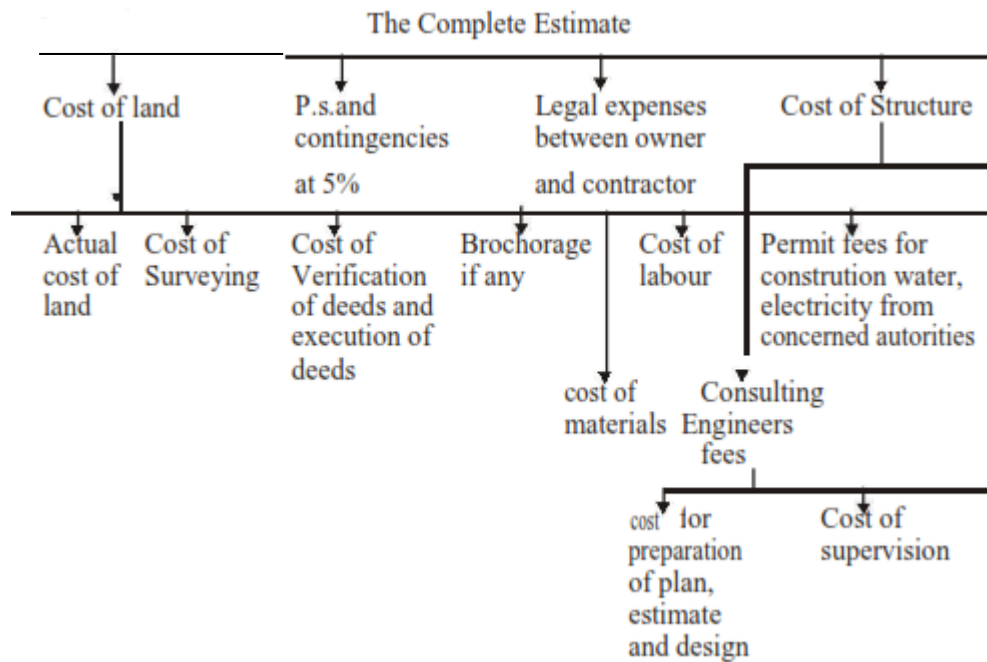 The Complete Estimate
Cost of land
P.s.and
contingencies
at 5%
Legal expenses
between owner
and contractor
Cost of Structure
Actual
cost of
land
Cost of
Surveying
Cost of
Verification
of deeds and
execution of
deeds
Brochorage
if any
Cost of
labour
Permit fees for
constrution water,
electricity from
concerned autorities
cost of
materials
Consulting
Engineers
fees
cost for
preparation
of plan,
estimate
and design
Cost of
supervision